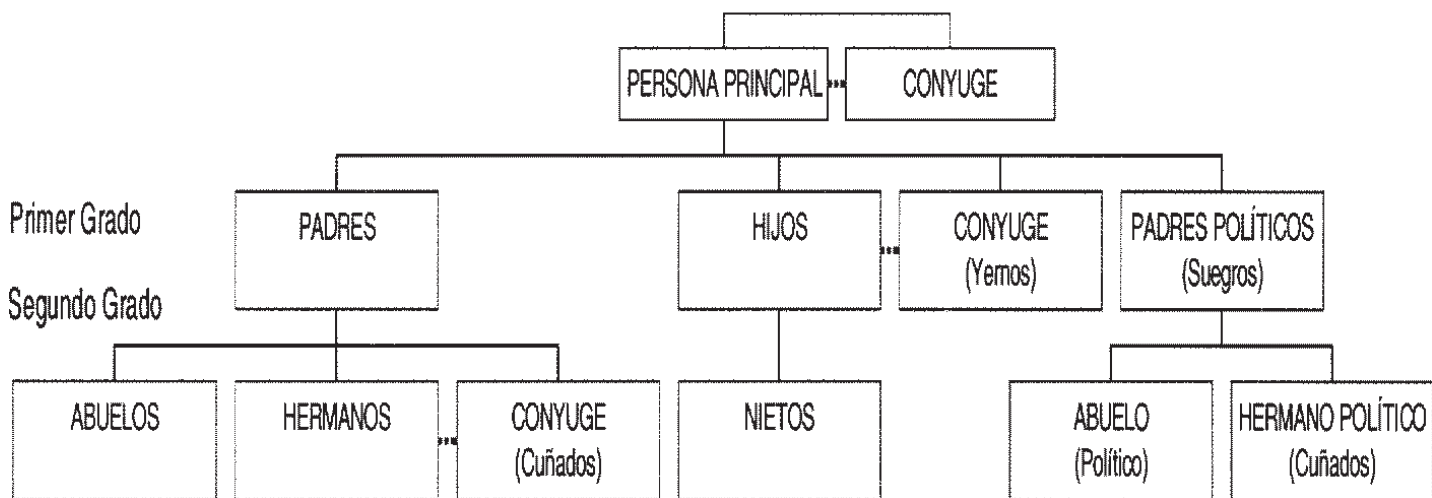 PERSONA PRINCIPAL
CONYUGE
Primer Grado
PADRES
HIJOS
CONYUGE
(Yernos)
PADRES POLÍTICOS
(Suegros)
Segundo Grado
ABUELOS
HERMANOS
CONYUGE
(Cuñados)
NIETOS
ABUELO
(Político)
HERMANO POLÍTICO
(Cuñados)